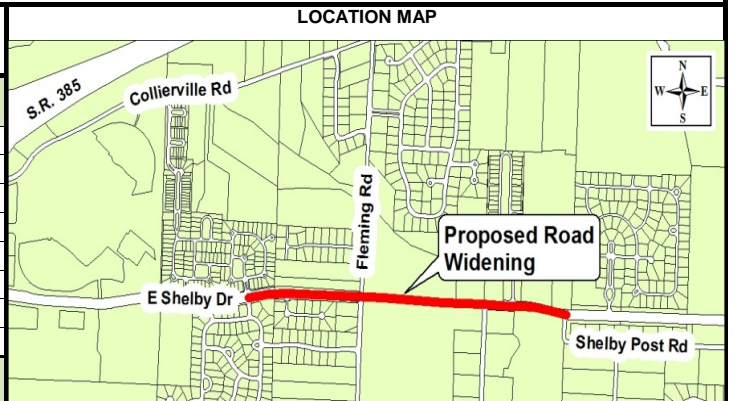 LOCATION MAP
S.R. 385
Collierville Rd
N
W E
S
Fleming Rd
Proposed Road
Widening
E Shelby Dr
Shelby Post Rd